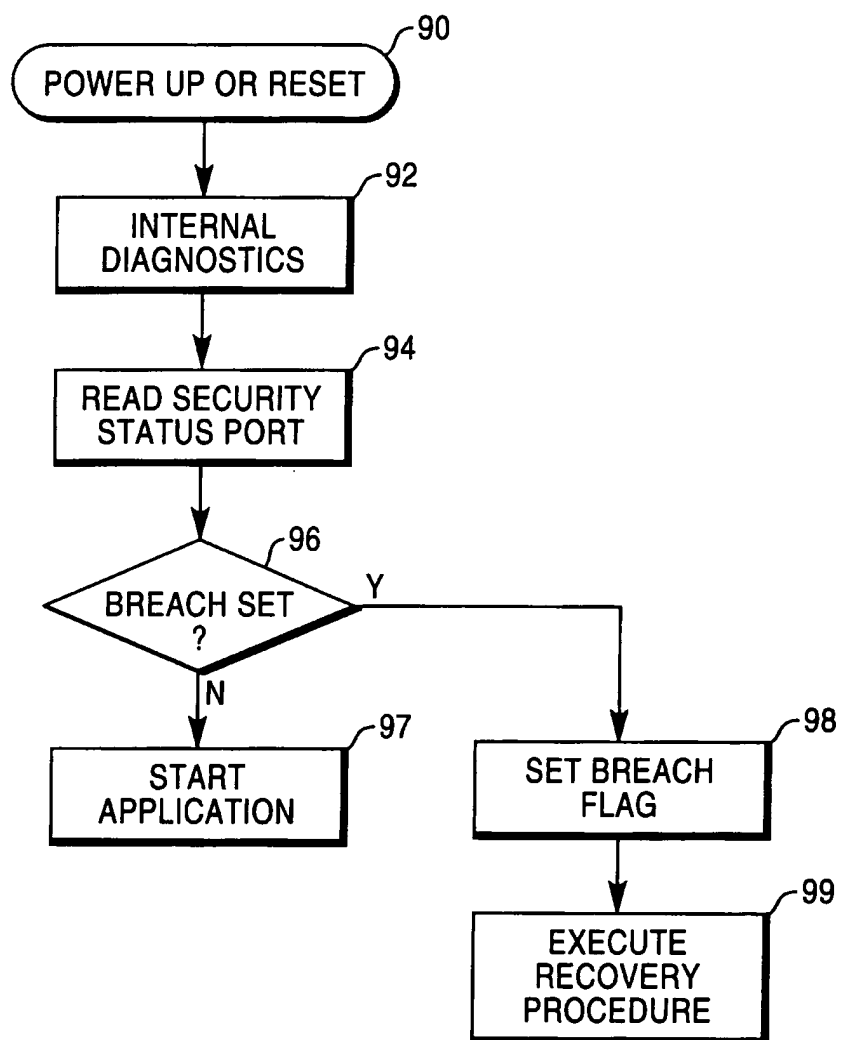 90
POWER UP OR RESET
92
INTERNAL
DIAGNOSTICS
94
READ SECURITY
STATUS PORT
96
BREACH SET
?
Y
N
97
START
APPLICATION
98
SET BREACH
FLAG
99
EXECUTE
RECOVERY
PROCEDURE